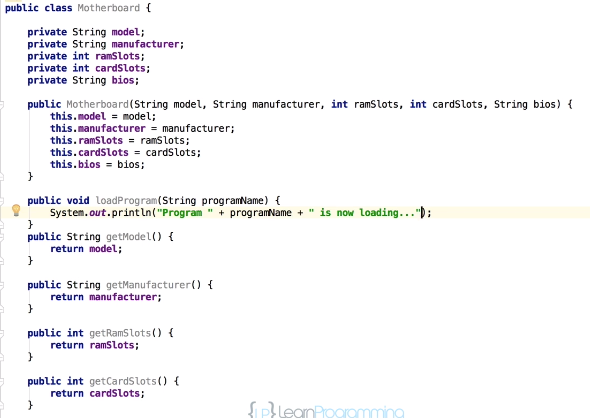 public class Motherboard {
private String model;
private String manufacturer;
private int ramSlots;
private int cardSlots;
private String bios;
public Motherboard(String model, String manufacturer, int ramSlots, int cardSlots, String bios) {
this.model = model;
this.manufacturer = manufacturer;
this.ramSlots = ramSlots;
this.cardSlots = cardSlots;
this.bios = bios;
}
public void loadProgram(String programName) {
System.out.println("Program " + programName + " is now loading...");
}
public String getModel() {
return model;
}
public String getManufacturer() {
return manufacturer;
}
public int getRamSlots() {
return ramSlots;
}
public int getCardSlots() {
return cardSlots;
}
{LP} LearnProgramming